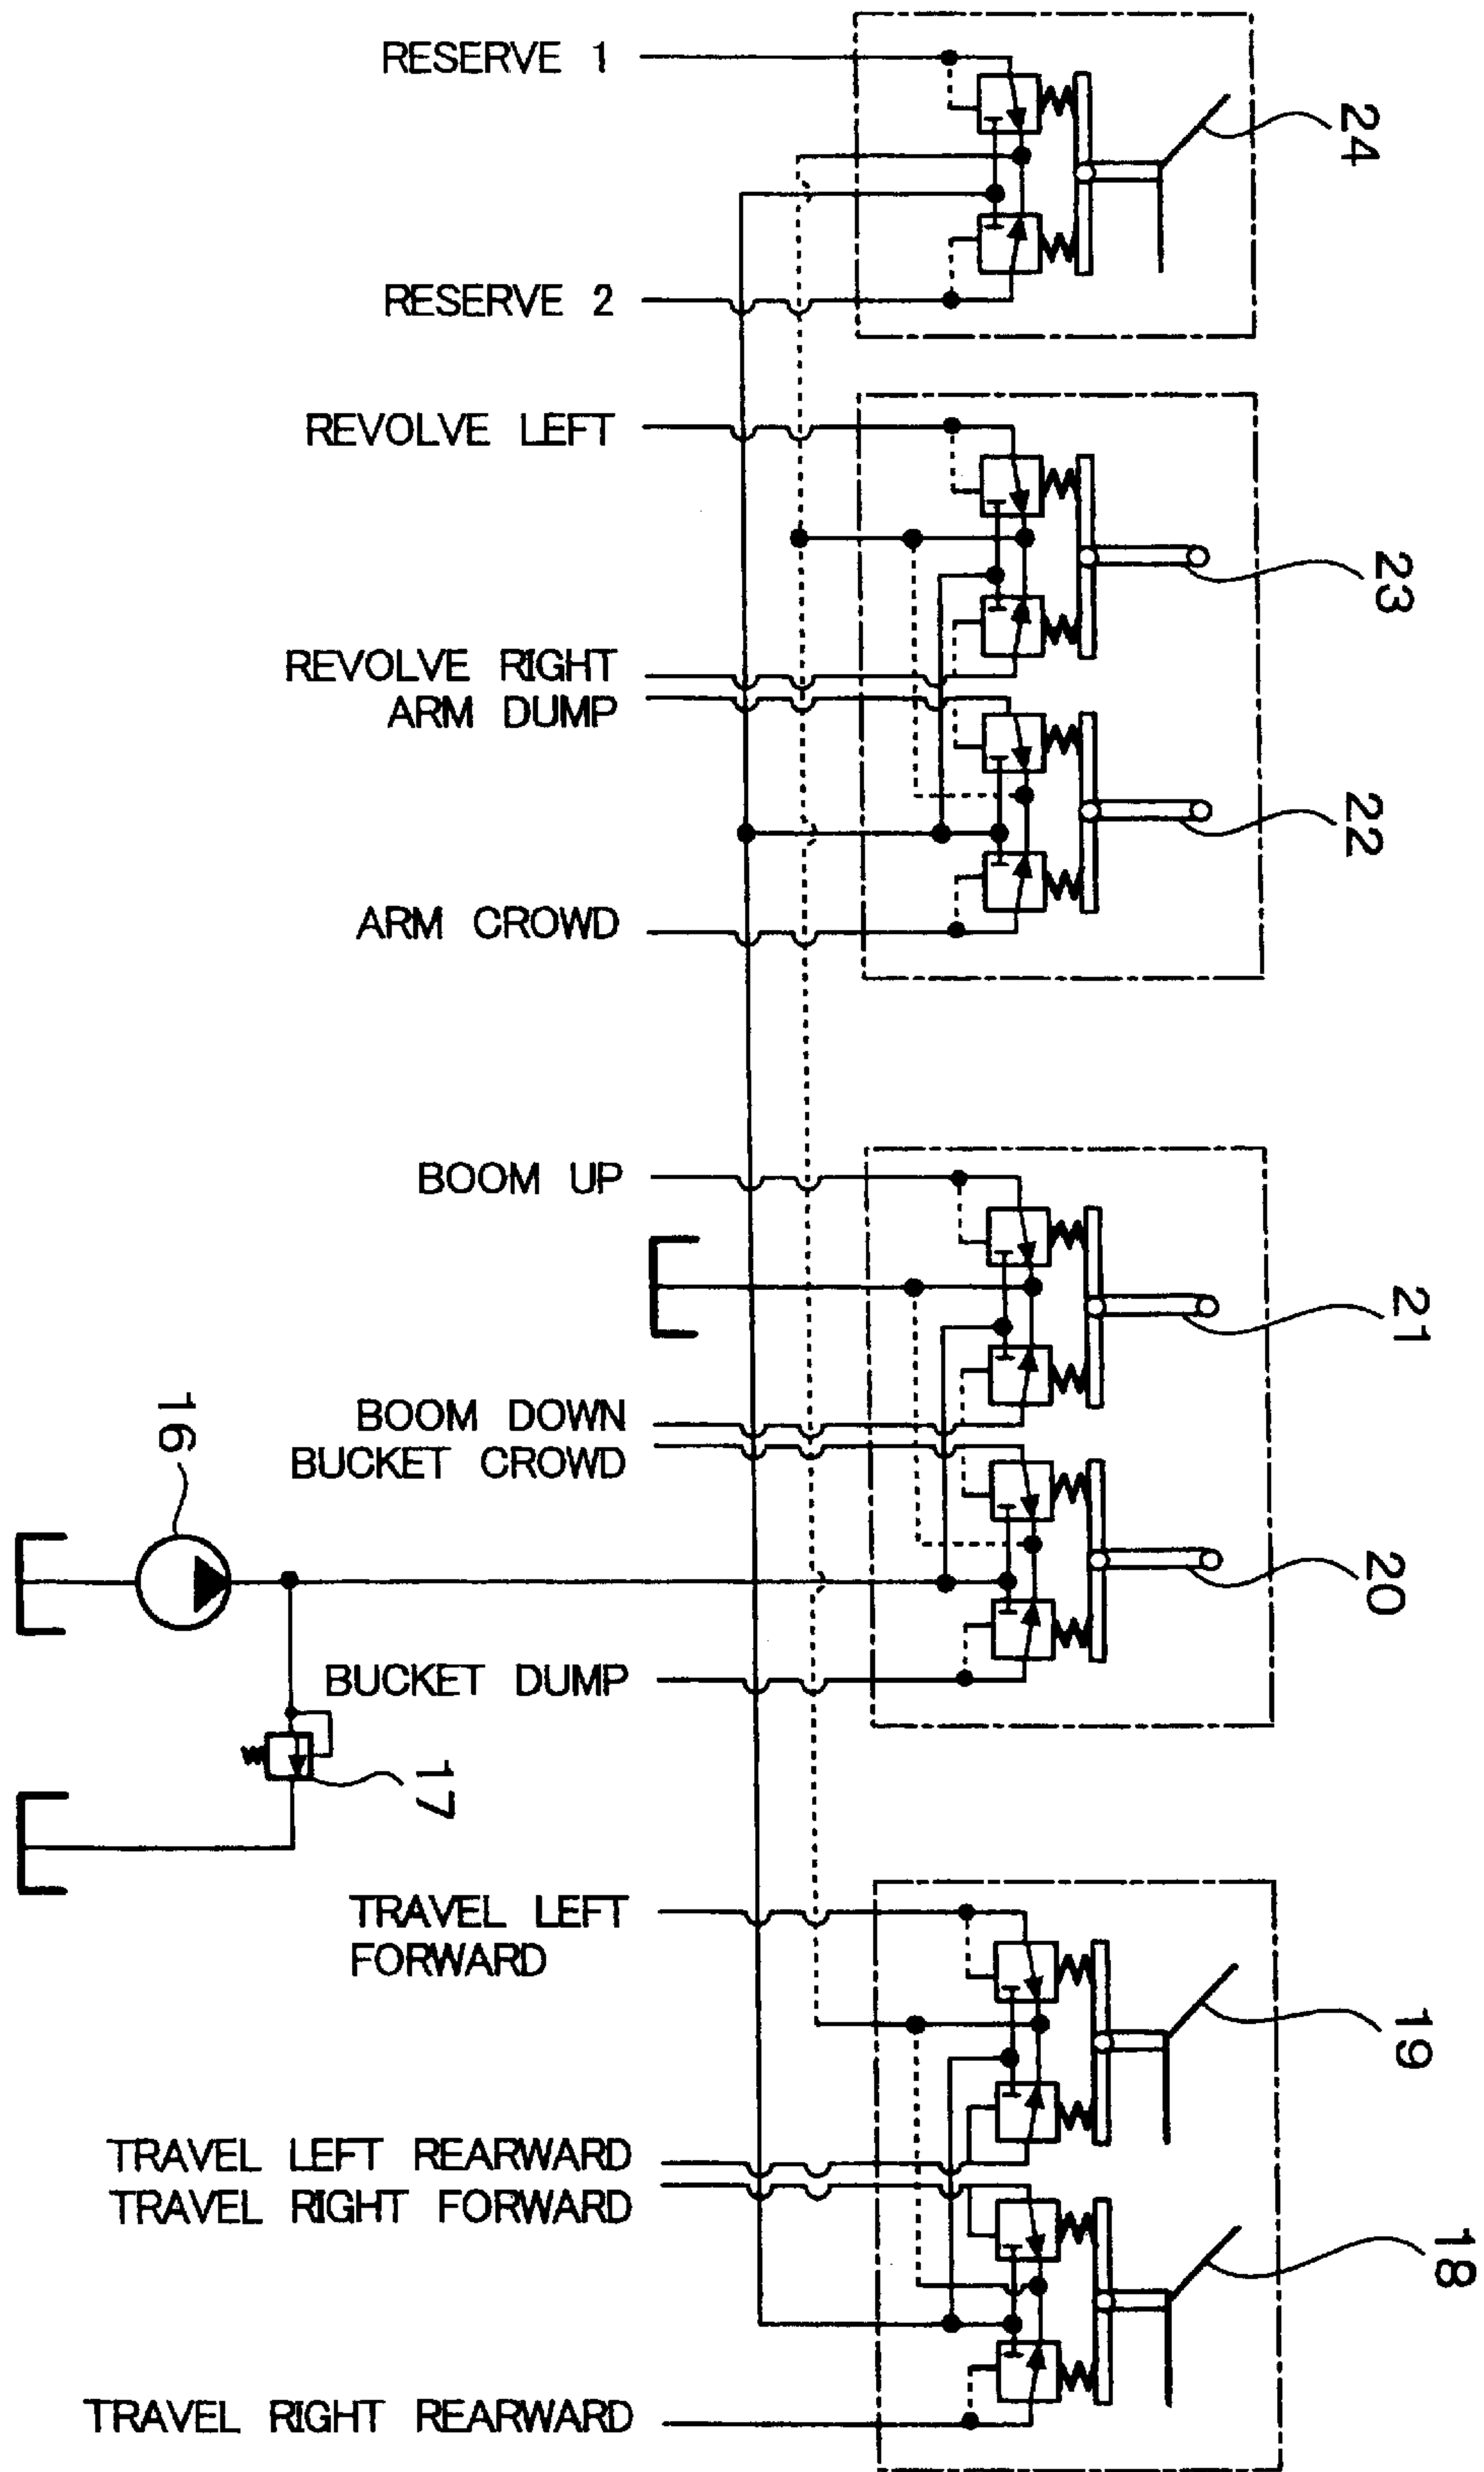 RESERVE 1
24
RESERVE 2
REVOLVE LEFT
23
REVOLVE RIGHT
ARM DUMP
22
ARM CROWD
BOOM UP
21
BOOM DOWN
BUCKET CROWD
16
20
BUCKET DUMP
17
TRAVEL LEFT
FORWARD
19
TRAVEL LEFT REARWARD
TRAVEL RIGHT FORWARD
18
TRAVEL RIGHT REARWARD